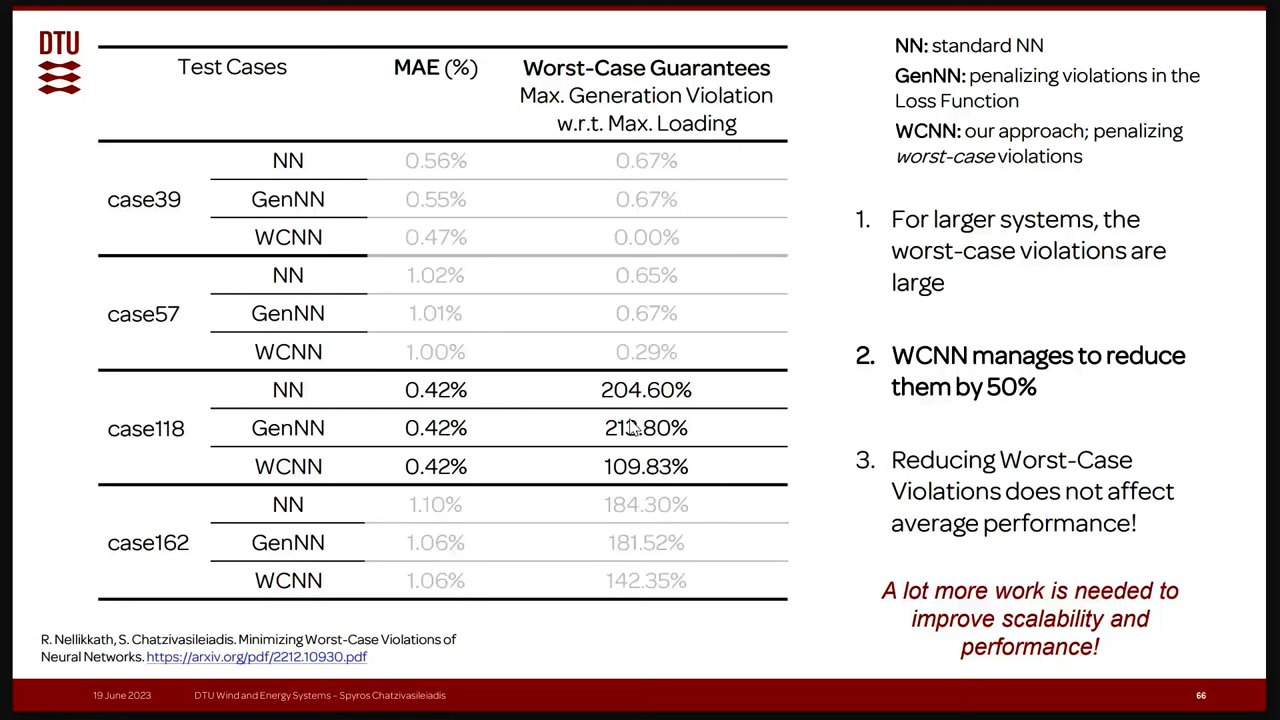 DTU
Test Cases MAE (%) Worst-Case Guarantees
Max. Generation Violation
w.r.t. Max. Loading
case39
NN 0.56% 0.67%
GenNN 0.55% 0.67%
WCNN 0.47% 0.00%
case57
NN 1.02% 0.65%
GenNN 1.01% 0.67%
WCNN 1.00% 0.29%
case118
NN 0.42% 204.60%
GenNN 0.42%
WCNN 0.42% 109.83%
case162
NN 1.10% 184.30%
GenNN 1.06% 181.52%
WCNN 1.06% 142.35%
R. Nellikkath, S. Chatzivasileiadis. Minimizing Worst-Case Violations of
Neural Networks. https://arxiv.org/pdf/2212.10930.pdf
NN: standard NN
GenNN: penalizing violations in the
Loss Function
WCNN: our approach; penalizing
worst-case violations
1. For larger systems, the
worst-case violations are
large
2. WCNN manages to reduce
them by 50%
3. Reducing Worst-Case
Violations does not affect
average performance!
A lot more work is needed to
improve scalability and
performance!
19 June 2023 DTU Wind and Energy Systems – Spyros Chatzivasileiadis 66